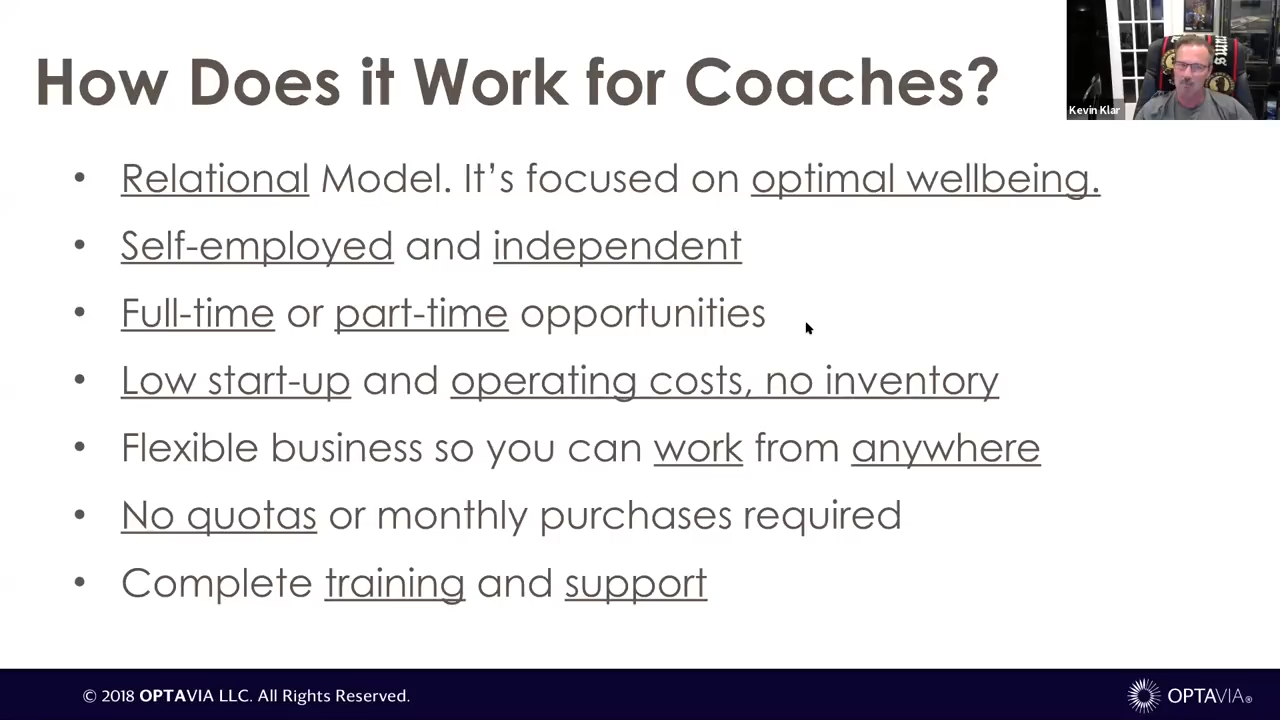 How Does it Work for Coaches?
Kevin Klar
• Relational Model. It’s focused on optimal wellbeing.
• Self-employed and independent
• Full-time or part-time opportunities
• Low start-up and operating costs, no inventory
• Flexible business so you can work from anywhere
• No quotas or monthly purchases required
• Complete training and support
© 2018 OPTAVIA LLC. All Rights Reserved.
OPTAVIA®